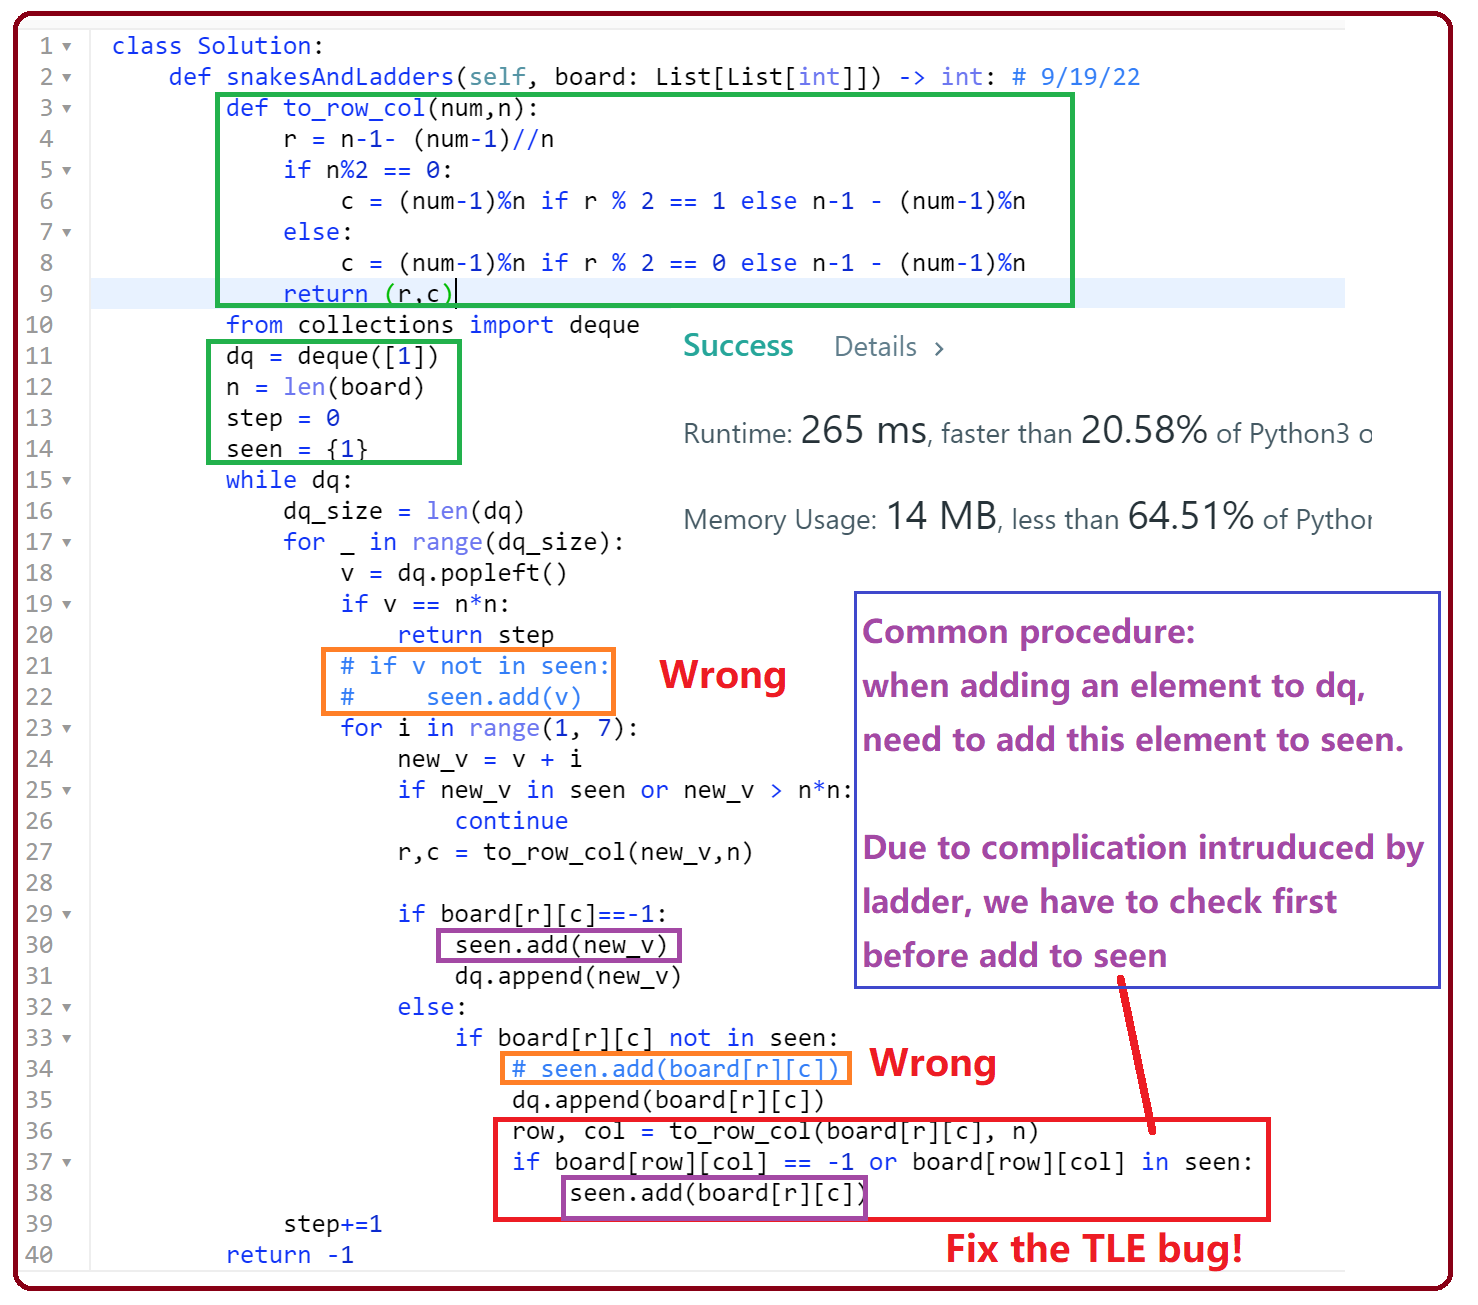 1 class Solution:
2 def snakesAndLadders(self, board: List[List[int]]) -> int: # 9/19/22
3 def to_row_col(num,n):
4 r = n-1- (num-1)//n
5 if n%2 == 0:
6 c = (num-1)%n if r % 2 == 1 else n-1 - (num-1)%n
7 else:
8 c = (num-1)%n if r % 2 == 0 else n-1 - (num-1)%n
9 return (r,c)
10 from collections import deque
11 dq = deque([1])
12 n = len(board)
13 step = 0
14 seen = {1}
15 while dq:
16 dq_size = len(dq)
17 for _ in range(dq_size):
18 v = dq.popleft()
19 if v == n*n:
20 return step
21 # if v not in seen:
22 # seen.add(v)
23 for i in range(1, 7):
24 new_v = v + i
25 if new_v in seen or new_v > n*n:
26 continue
27 r,c = to_row_col(new_v,n)
28
29 if board[r][c]==-1:
30 seen.add(new_v)
31 dq.append(new_v)
32 else:
33 if board[r][c] not in seen:
34 # seen.add(board[r][c])
35 dq.append(board[r][c])
36 row, col = to_row_col(board[r][c], n)
37 if board[row][col] == -1 or board[row][col] in seen:
38 seen.add(board[r][c])
39 step+=1
40 return -1
Success Details >
Runtime: 265 ms, faster than 20.58% of Python3 o
Memory Usage: 14 MB, less than 64.51% of Python
Wrong
Common procedure:
when adding an element to dq,
need to add this element to seen.
Due to complication intruduced by
ladder, we have to check first
before add to seen
Wrong
Fix the TLE bug!